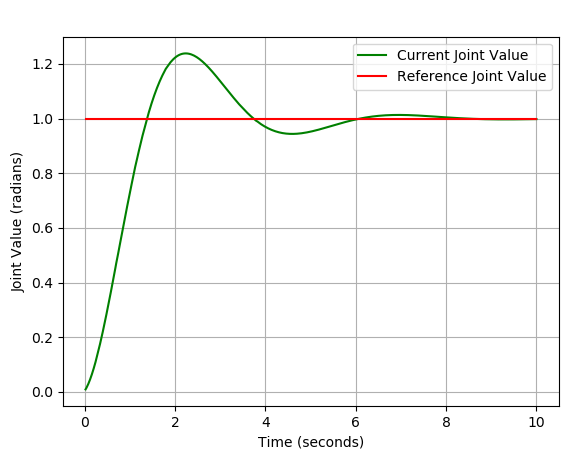 Current Joint Value
Reference Joint Value
1.2
1.0
0.8
0.6
0.4
0.2
0.0
Joint Value (radians)
0 2 4 6 8 10
Time (seconds)